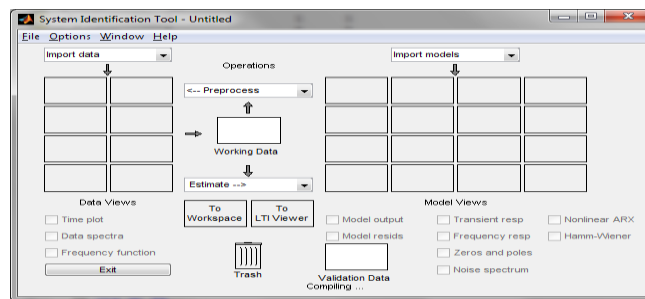 System Identification Tool - Untitled
File Options Window Help
Import data
Import models
Operations
<-- Preprocess
Working Data
Estimate -->
Data Views
To Workspace
To LTI Viewer
Model Views
Time plot
Data spectra
Frequency function
Exit
Trash
Model output
Model resids
Transient resp
Frequency resp
Zeros and poles
Noise spectrum
Nonlinear ARX
Hamm-Wiener
Validation Data
Compiling ...